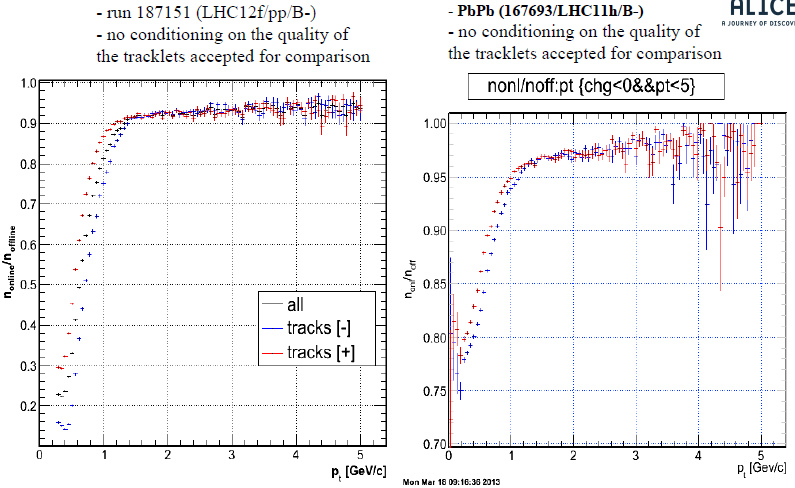 - run 187151 (LHC12f/pp/B-)
- no conditioning on the quality of
the tracklets accepted for comparison
- PbPb (167693/LHC11h/B-)
- no conditioning on the quality of
the tracklets accepted for comparison
ALICE
A JOURNEY OF DISCOV
nonl/noff:pt {chg<0&&pt<5}
n_online/n_offline
1.0
0.9
0.8
0.7
0.6
0.5
0.4
0.3
0.2
all
tracks [-]
tracks [+]
0 1 2 3 4 5
p_t [GeV/c]
n_onl/n_off
1.00
0.95
0.90
0.85
0.80
0.75
0.70
0 1 2 3 4 5
p_t [GeV/c]
Mon Mar 18 09:16:36 2013